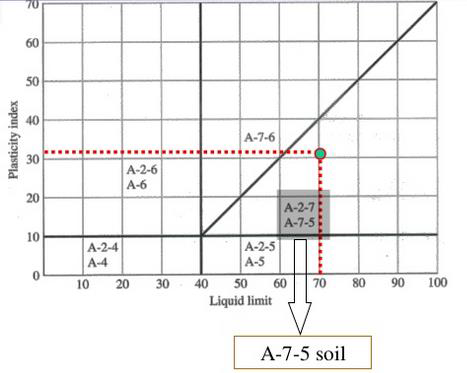 70
60
50
40
30
20
10
0
Plasticity index
A-7-6
A-2-6
A-6
A-2-7
A-7-5
A-2-4
A-4
A-2-5
A-5
10 20 30 40 50 60 70 80 90 100
Liquid limit
A-7-5 soil